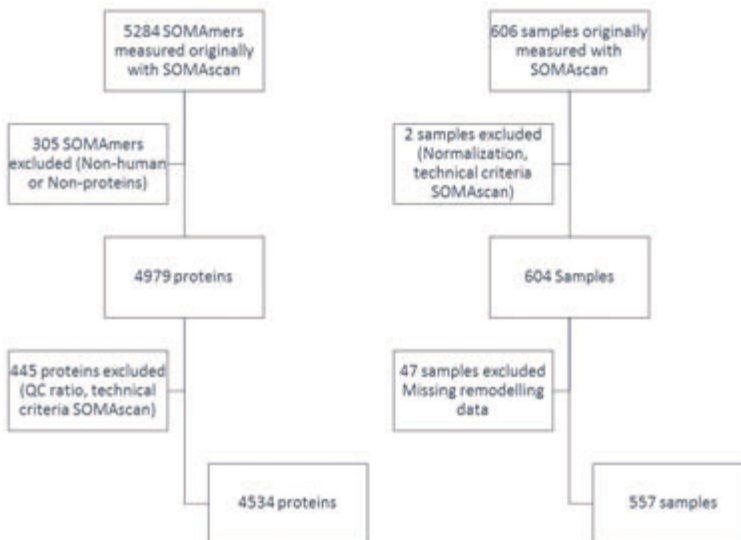 5284 SOMAmers
measured originally
with SOMAscan
305 SOMAmers
excluded (Non-human
or Non-proteins)
4979 proteins
445 proteins excluded
(QC ratio, technical
criteria SOMAscan)
4534 proteins
606 samples originally
measured with
SOMAscan
2 samples excluded
(Normalization,
technical criteria
SOMAscan)
604 Samples
47 samples excluded
Missing remodelling
data
557 samples